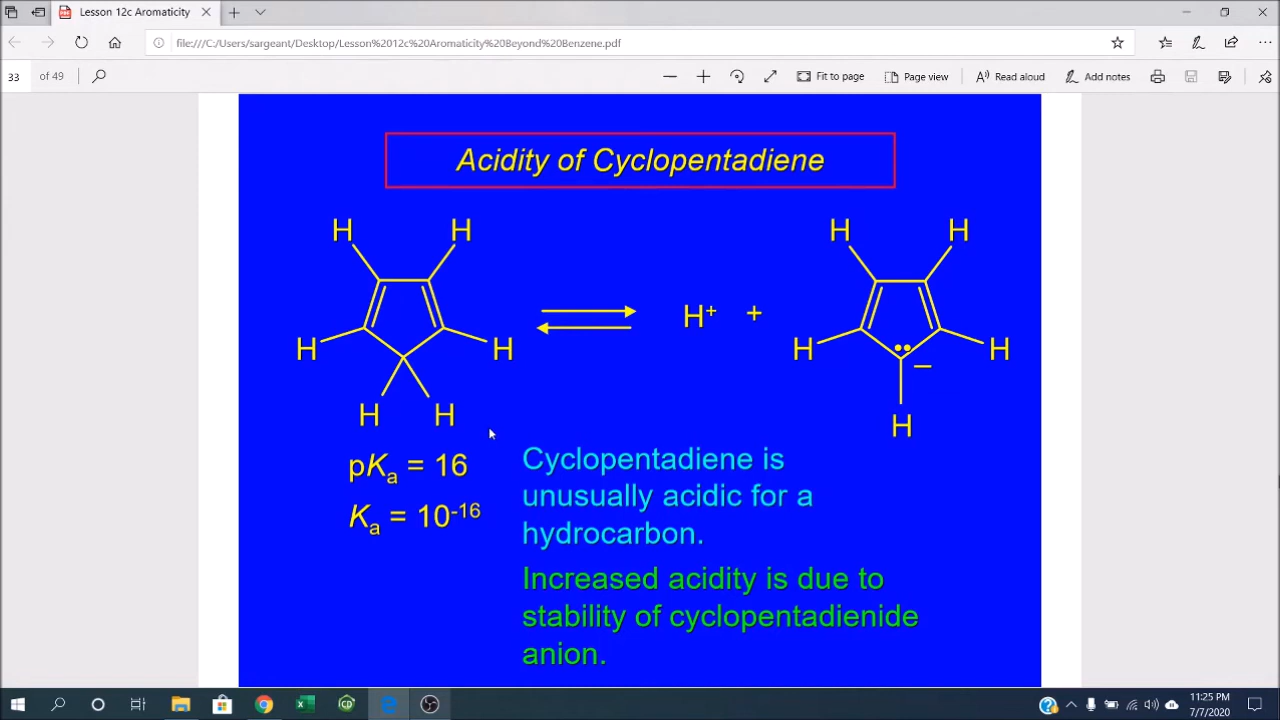 Lesson 12c Aromaticity
file:///C:/Users/sargeant/Desktop/Lesson%2012c%20Aromaticity%20Beyond%20Benzene.pdf
33 of 49
Fit to page
Page view
Read aloud
Add notes
Acidity of Cyclopentadiene
H H H H
H⁺ +
H H H H
H H
–
H
pKa = 16
Ka = 10⁻¹⁶
Cyclopentadiene is
unusually acidic for a
hydrocarbon.
Increased acidity is due to
stability of cyclopentadienide
anion.
11:25 PM
7/7/2020